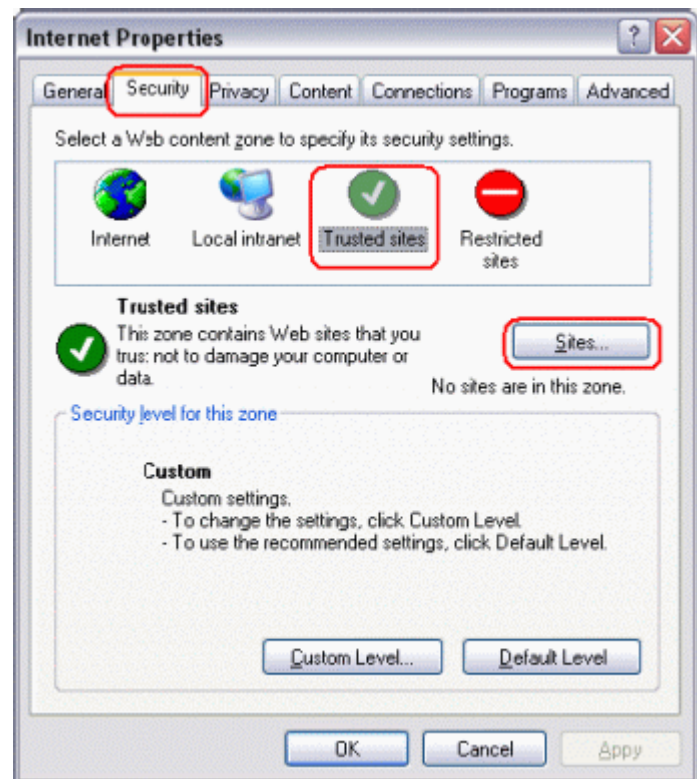 Internet Properties
General Security Privacy Content Connections Programs Advanced
Select a Web content zone to specify its security settings.
Internet Local intranet Trusted sites Restricted sites
Trusted sites
This zone contains Web sites that you
trus: not to damage your computer or
data.
Sites...
No sites are in this zone.
Security level for this zone
Custom
Custom settings.
- To change the settings, click Custom Level.
- To use the recommended settings, click Default Level.
Custom Level... Default Level
OK Cancel Apply